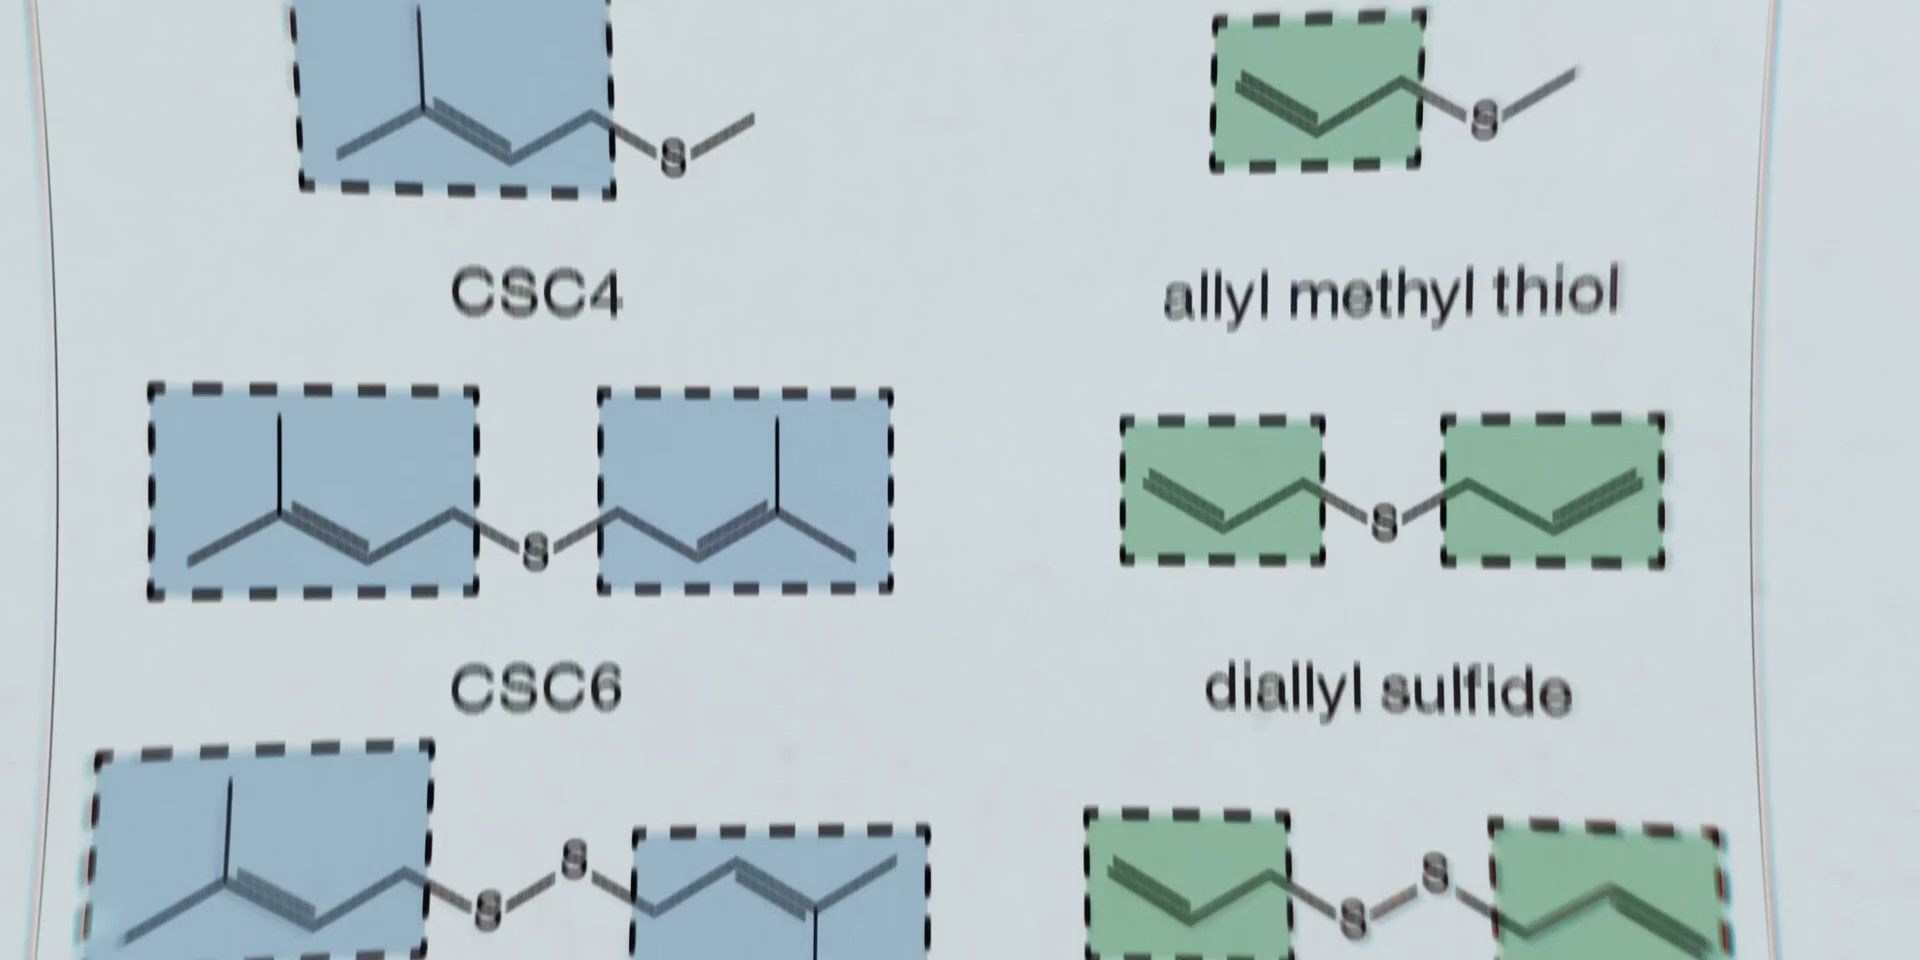 S S
CSC4 allyl methyl thiol
S S
CSC6 diallyl sulfide
S S S S